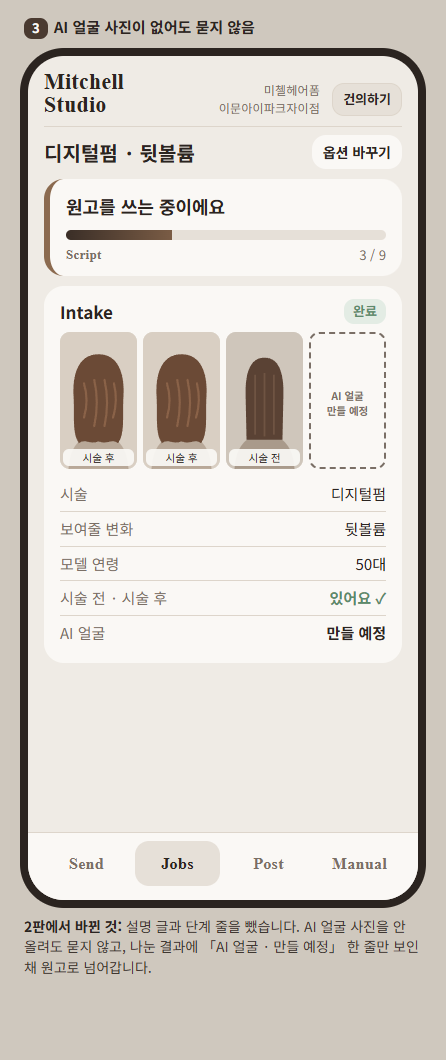 3 AI 얼굴 사진이 없어도 묻지 않음
Mitchell
Studio
미첼헤어폼
이문아이파크자이점
건의하기
디지털펌 · 뒷볼륨
옵션 바꾸기
원고를 쓰는 중이에요
Script
3 / 9
Intake
완료
AI 얼굴
만들 예정
시술 후
시술 후
시술 전
시술 디지털펌
보여줄 변화 뒷볼륨
모델 연령 50대
시술 전 · 시술 후 있어요 ✓
AI 얼굴 만들 예정
Send Jobs Post Manual
2판에서 바뀐 것: 설명 글과 단계 줄을 뺐습니다. AI 얼굴 사진을 안
올려도 묻지 않고, 나눈 결과에 「AI 얼굴 · 만들 예정」 한 줄만 보인
채 원고로 넘어갑니다.